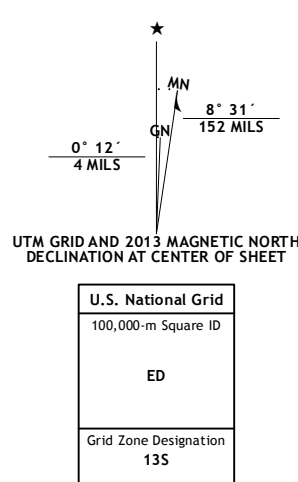 ★
MN
GN
8° 31´
152 MILS
0° 12´
4 MILS
UTM GRID AND 2013 MAGNETIC NORTH
DECLINATION AT CENTER OF SHEET
U.S. National Grid
100,000-m Square ID
ED
Grid Zone Designation
13S